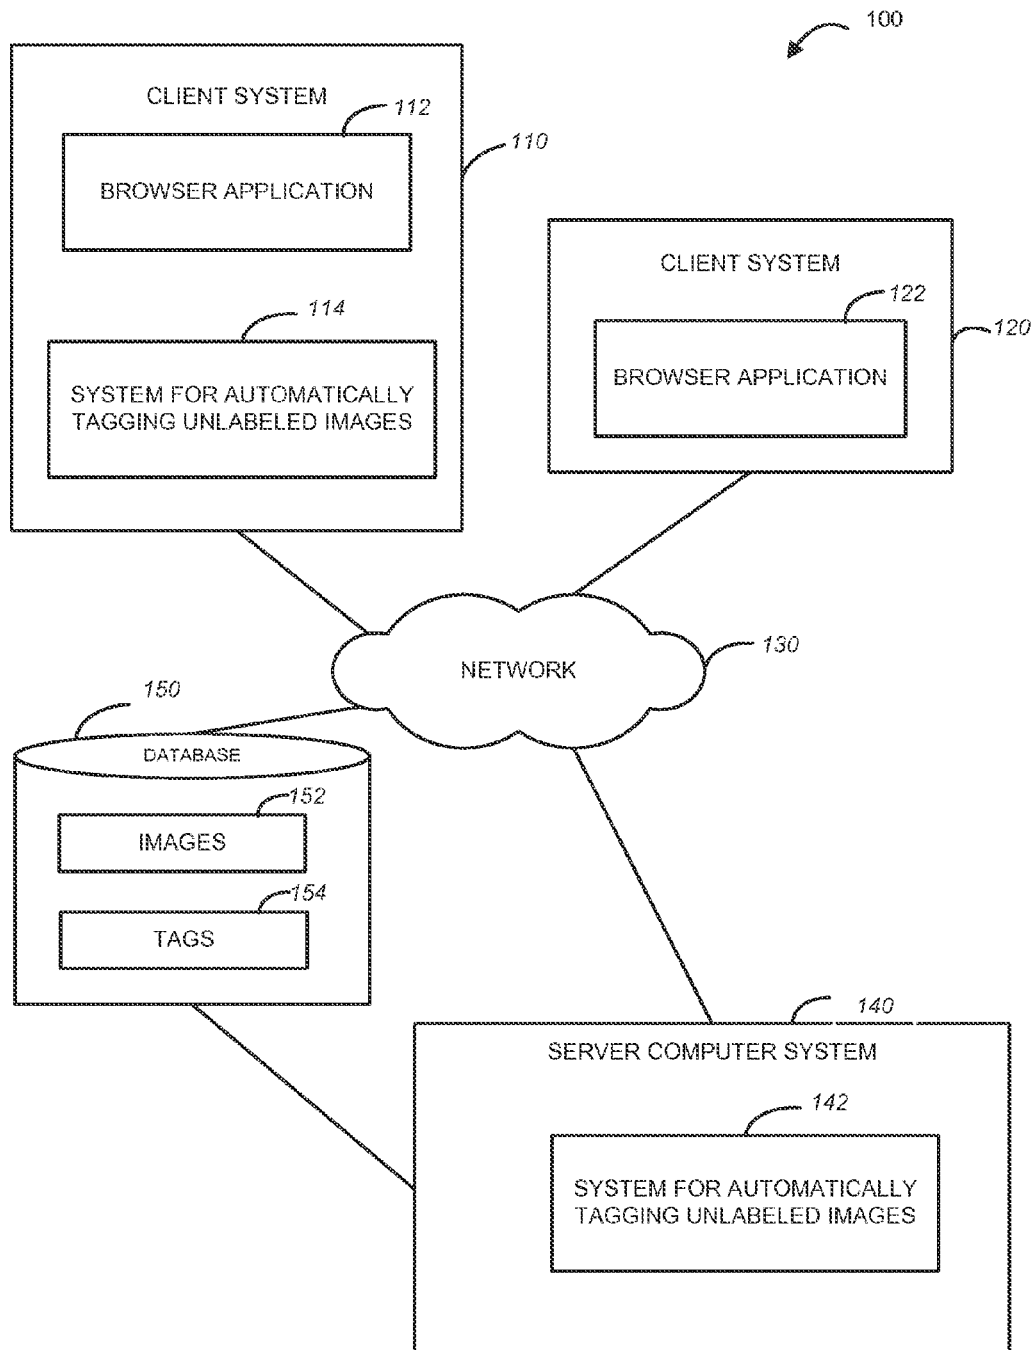 100
CLIENT SYSTEM
112
110
BROWSER APPLICATION
114
SYSTEM FOR AUTOMATICALLY
TAGGING UNLABELED IMAGES
CLIENT SYSTEM
122
120
BROWSER APPLICATION
NETWORK
130
150
DATABASE
152
IMAGES
154
TAGS
140
SERVER COMPUTER SYSTEM
142
SYSTEM FOR AUTOMATICALLY
TAGGING UNLABELED IMAGES